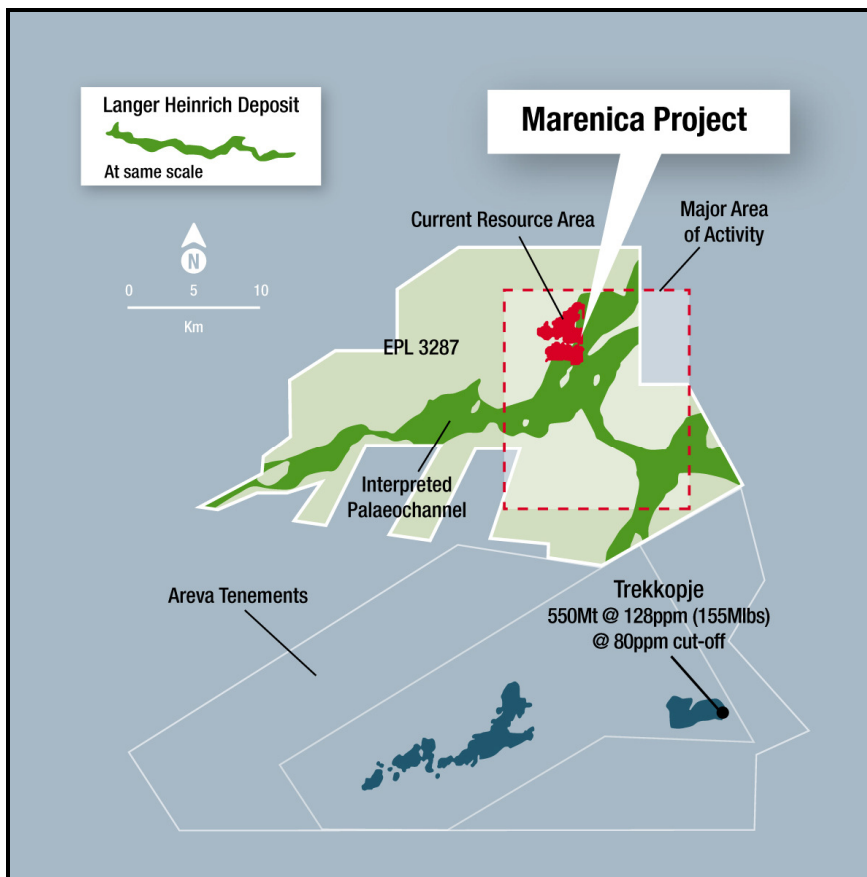 Langer Heinrich Deposit
At same scale
Marenica Project
Current Resource Area
Major Area
of Activity
N
0 5 10
Km
EPL 3287
Interpreted
Palaeochannel
Areva Tenements
Trekkopje
550Mt @ 128ppm (155Mlbs)
@ 80ppm cut-off